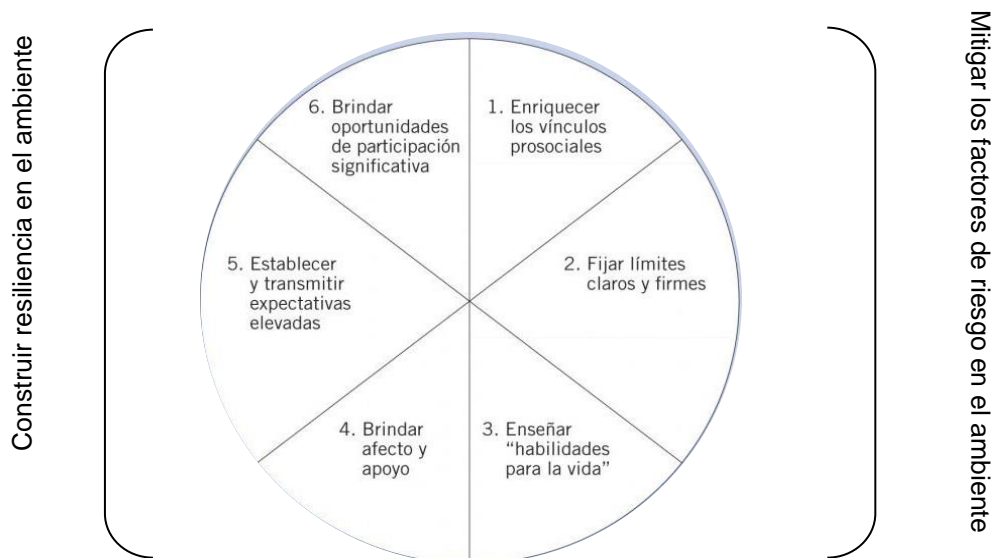 Construir resiliencia en el ambiente
6. Brindar
oportunidades
de participación
significativa
1. Enriquecer
los vínculos
prosociales
5. Establecer
y transmitir
expectativas
elevadas
2. Fijar límites
claros y firmes
4. Brindar
afecto y
apoyo
3. Enseñar
“habilidades
para la vida”
Mitigar los factores de riesgo en el ambiente